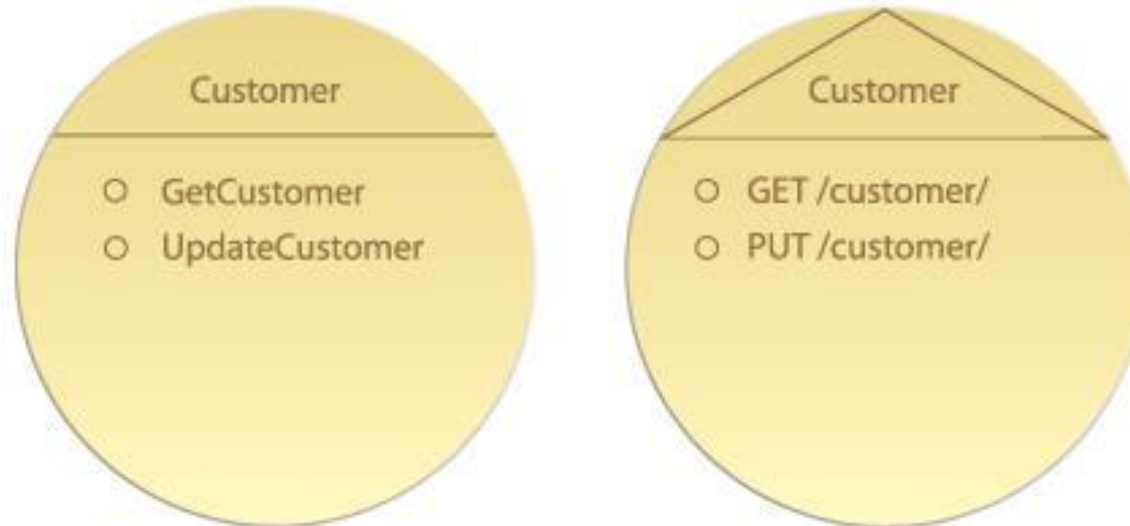 Customer
GetCustomer
UpdateCustomer
Customer
GET /customer/
PUT /customer/